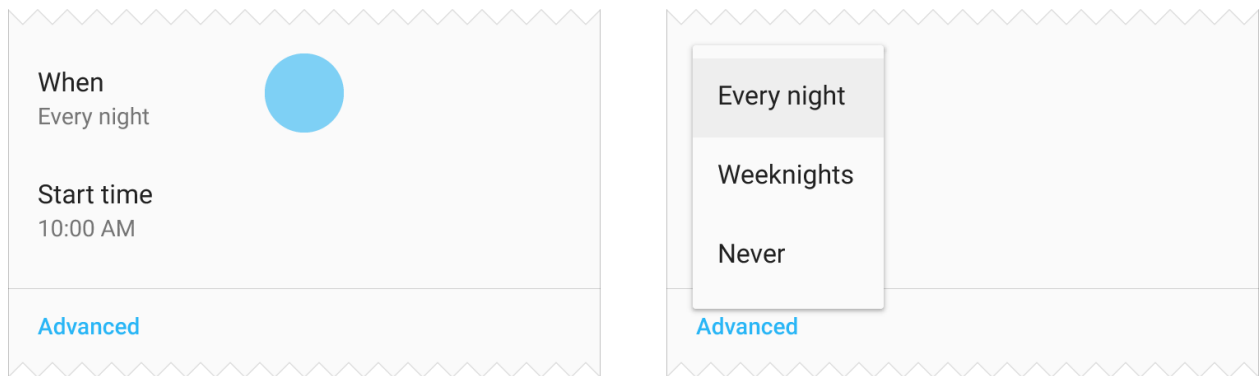 When
Every night
Start time
10:00 AM
Advanced
Every night
Weeknights
Never
Advanced